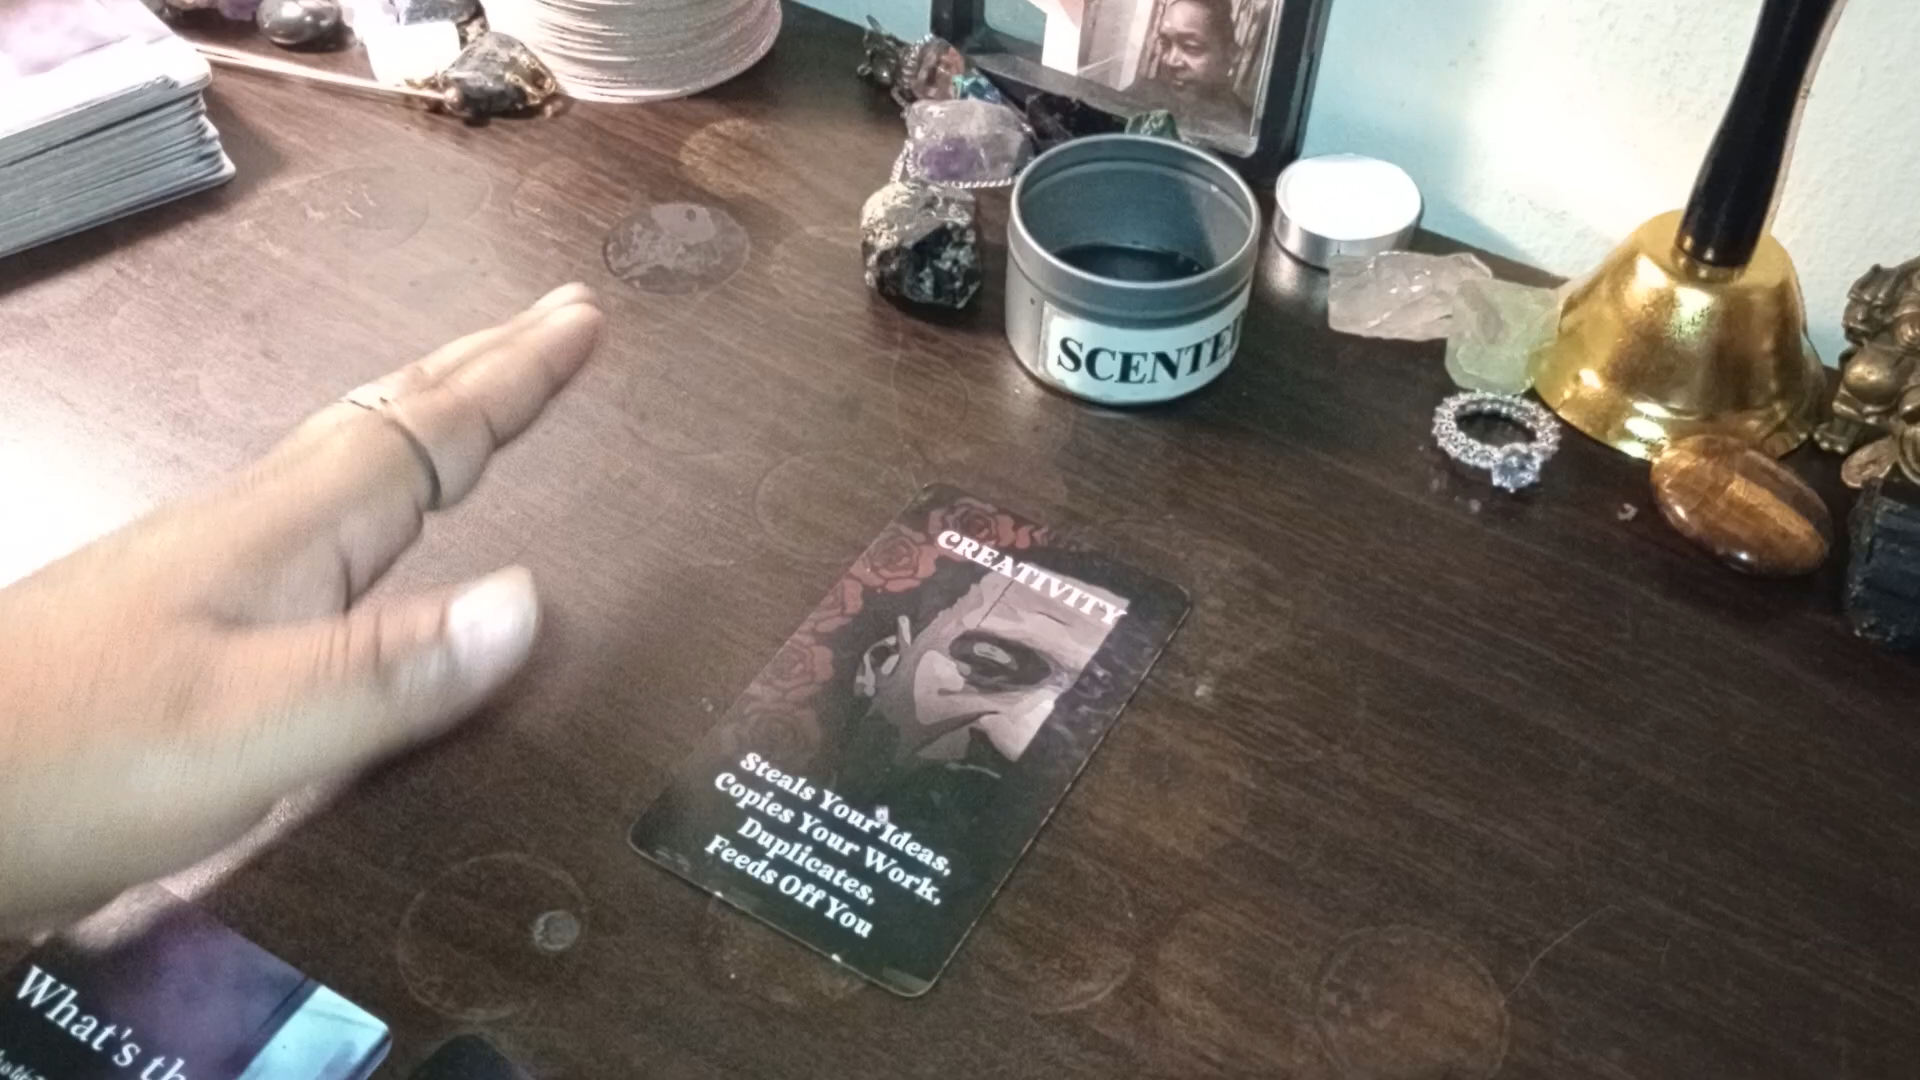 SCENTE
CREATIVITY
Steals Your Ideas,
Copies Your Work,
Duplicates,
Feeds Off You
What's th